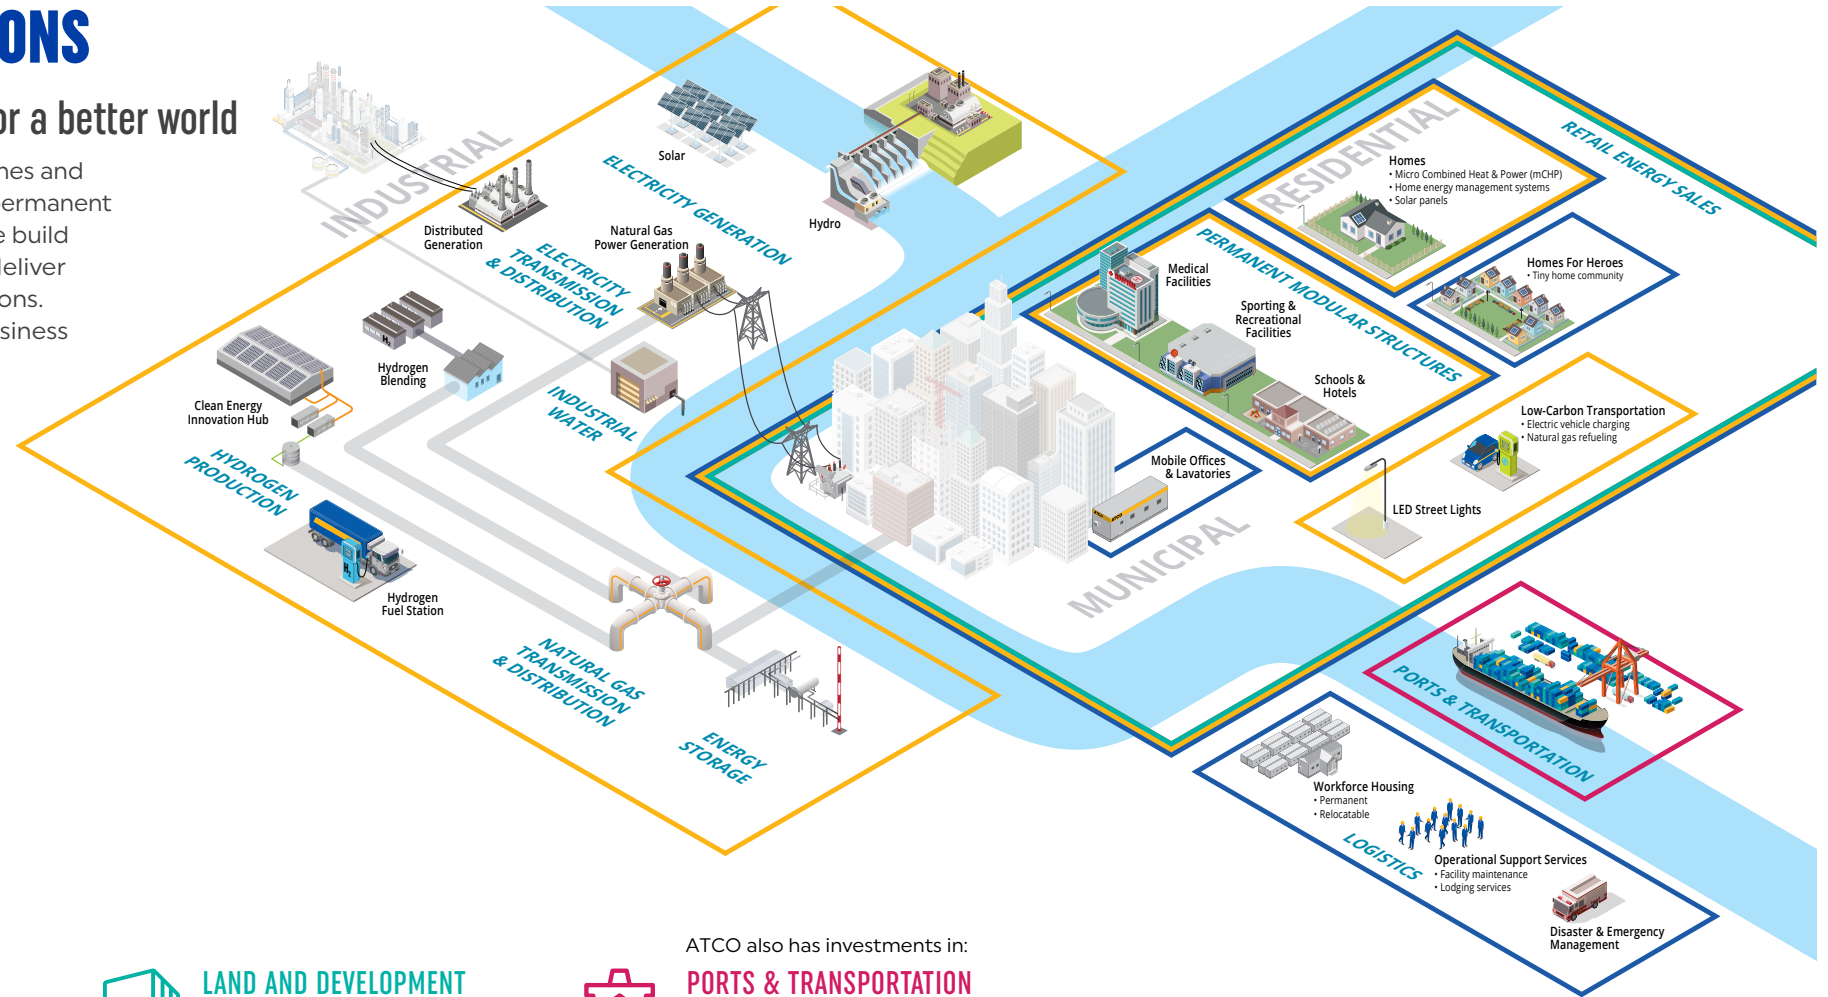 ONS
or a better world
nes and
permanent
e build
deliver
ons.
siness
INDUSTRIAL
Solar
ELECTRICITY GENERATION
Hydro
Distributed
Generation
Natural Gas
Power Generation
ELECTRICITY
TRANSMISSION
& DISTRIBUTION
H2
Hydrogen
Blending
Clean Energy
Innovation Hub
INDUSTRIAL
WATER
HYDROGEN
PRODUCTION
H2
Hydrogen
Fuel Station
NATURAL GAS
TRANSMISSION
& DISTRIBUTION
ENERGY
STORAGE
RESIDENTIAL
RETAIL ENERGY SALES
Homes
• Micro Combined Heat & Power (mCHP)
• Home energy management systems
• Solar panels
Homes For Heroes
• Tiny home community
PERMANENT MODULAR STRUCTURES
Medical
Facilities
Sporting &
Recreational
Facilities
Schools &
Hotels
Low-Carbon Transportation
• Electric vehicle charging
• Natural gas refueling
LED Street Lights
Mobile Offices
& Lavatories
ATCO
ATCO
MUNICIPAL
PORTS & TRANSPORTATION
Workforce Housing
• Permanent
• Relocatable
LOGISTICS
Operational Support Services
• Facility maintenance
• Lodging services
Disaster & Emergency
Management
ATCO also has investments in:
LAND AND DEVELOPMENT
PORTS & TRANSPORTATION